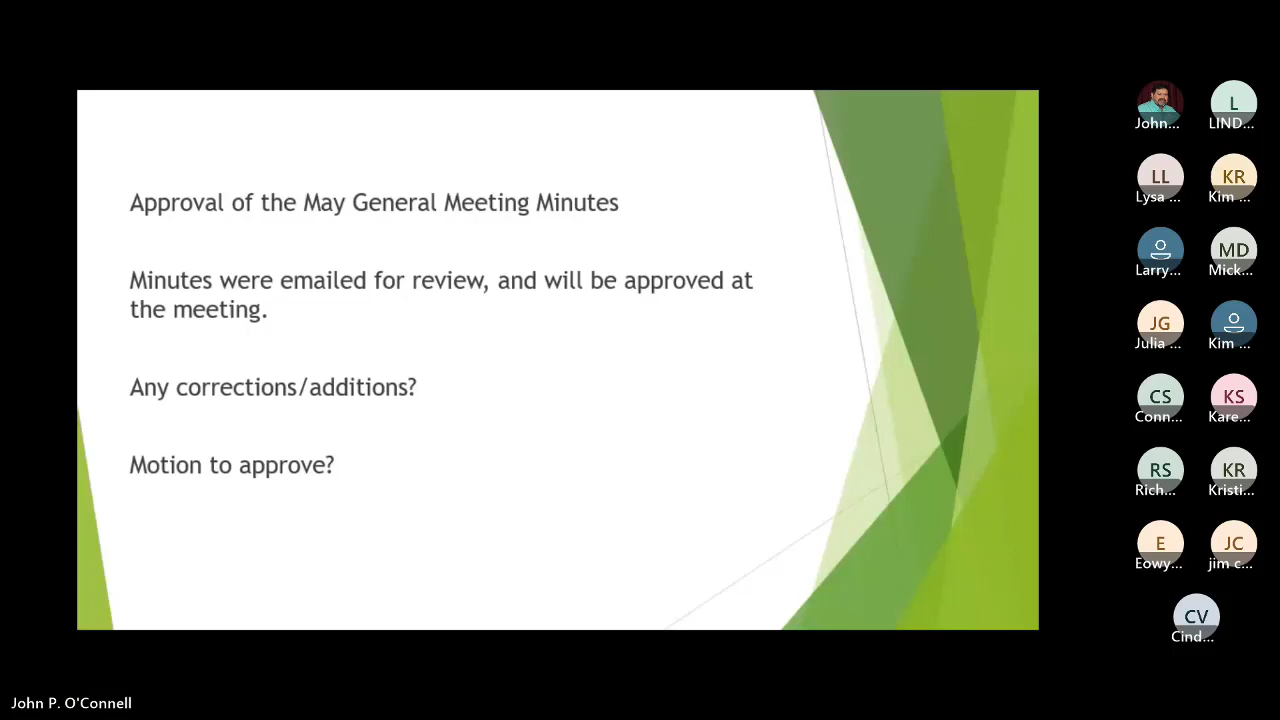 Approval of the May General Meeting Minutes
Minutes were emailed for review, and will be approved at
the meeting.
Any corrections/additions?
Motion to approve?
John...
L
LIND...
LL
Lysa ...
KR
Kim ...
Larry...
MD
Mick...
JG
Julia ...
Kim ...
CS
Conn...
KS
Kare...
RS
Rich...
KR
Kristi...
E
Eowy...
JC
jim c...
CV
Cind...
John P. O'Connell